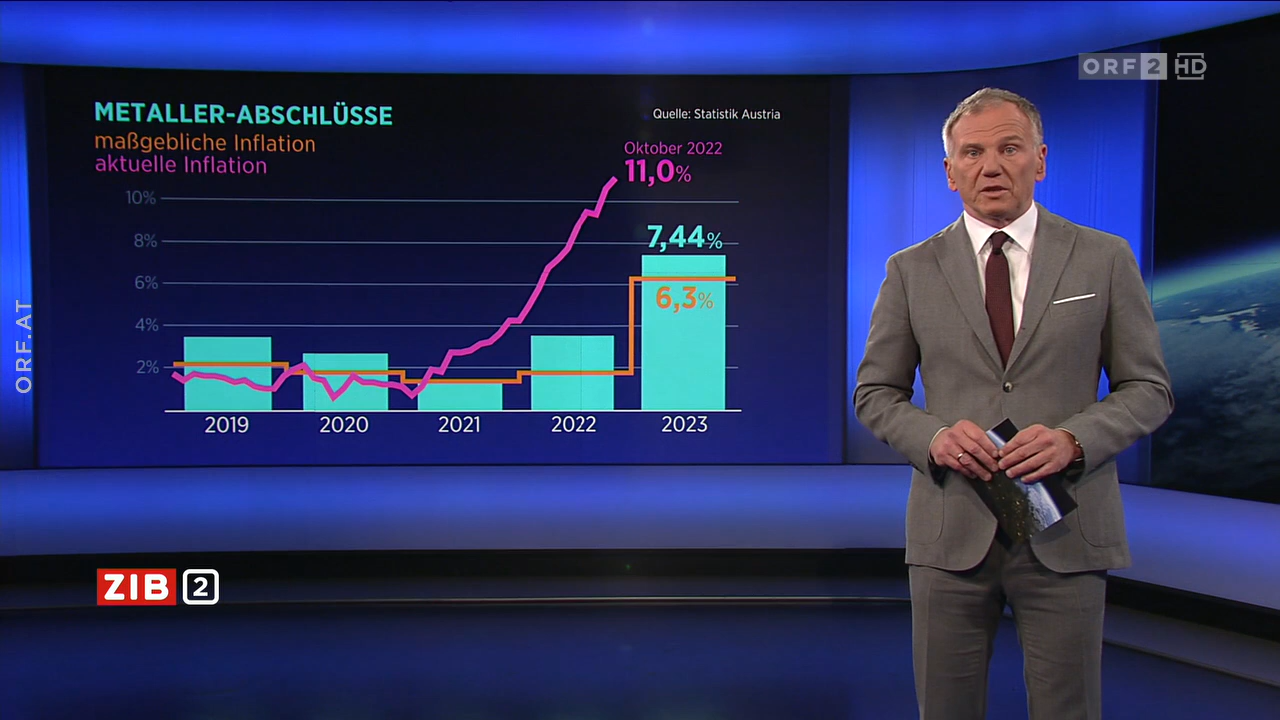 ORF 2 HD
METALLER-ABSCHLÜSSE
Quelle: Statistik Austria
maßgebliche Inflation
aktuelle Inflation
Oktober 2022
11,0%
10%
8%
7,44%
6%
6,3%
4%
2%
2019 2020 2021 2022 2023
ORF.AT
ZIB 2